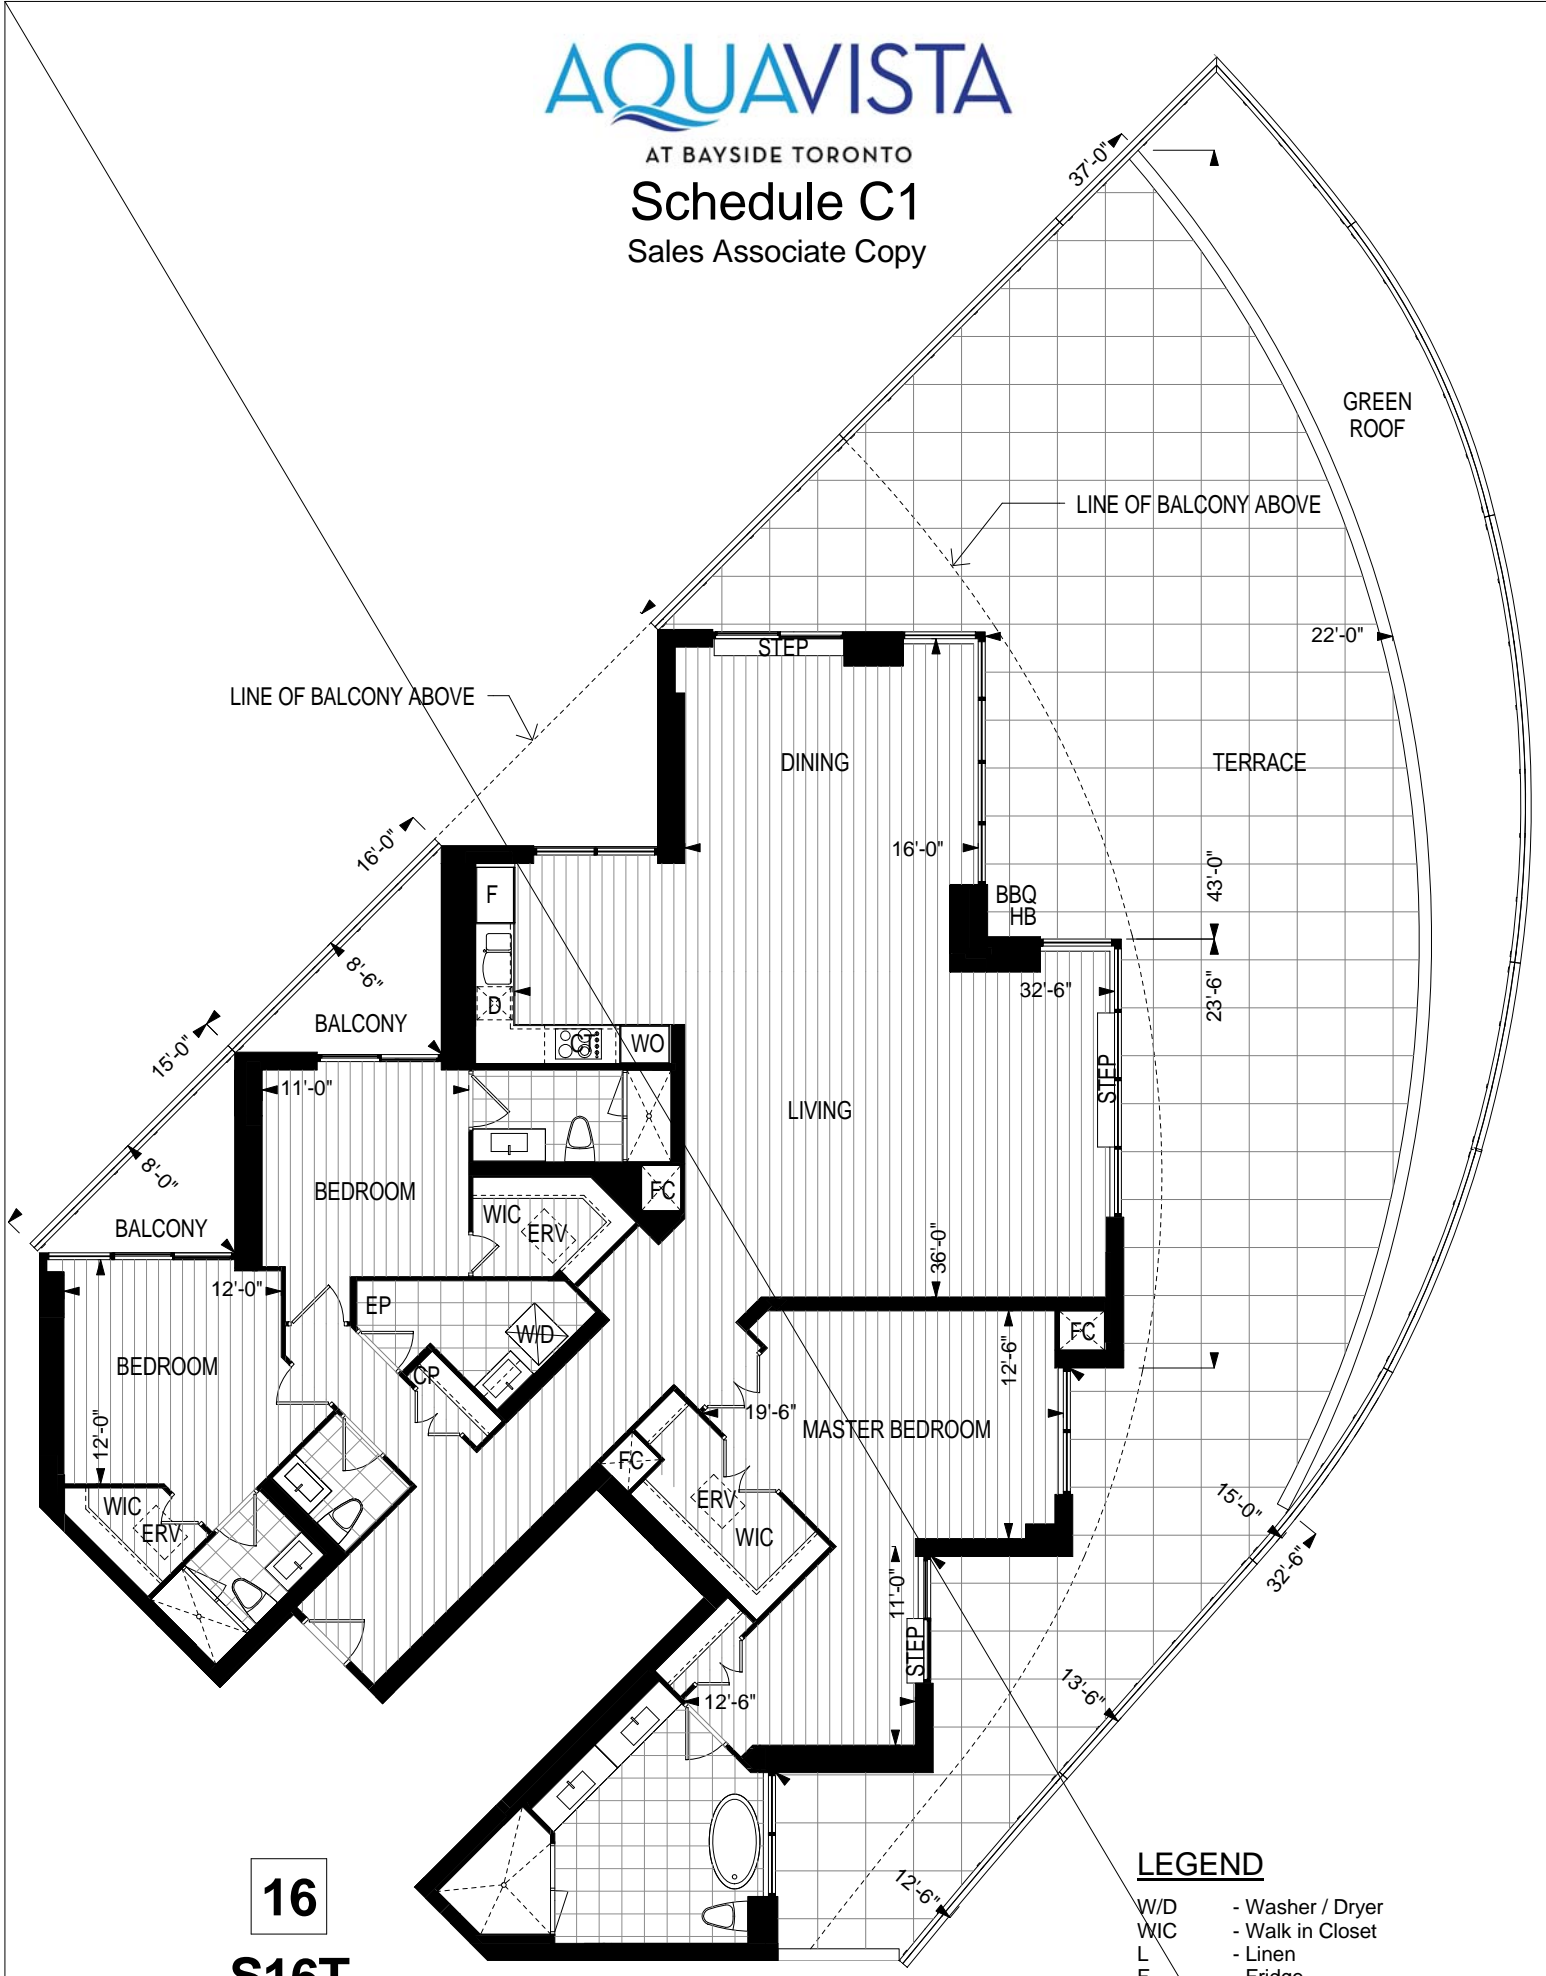 AQUAVISTA
AT BAYSIDE TORONTO
Schedule C1
Sales Associate Copy
37'-0"
GREEN
ROOF
LINE OF BALCONY ABOVE
22'-0"
STEP
LINE OF BALCONY ABOVE
DINING
TERRACE
16'-0"
16'-0"
43'-0"
F
BBQ
HB
8'-6"
32'-6"
23'-6"
D
BALCONY
CT
WO
15'-0"
11'-0"
STEP
LIVING
8'-0"
BEDROOM
FC
WIC
ERV
BALCONY
36'-0"
12'-0"
EP
W/D
FC
12'-6"
BEDROOM
CP
19'-6"
MASTER BEDROOM
12'-0"
FC
ERV
WIC
15'-0"
WIC
ERV
32'-6"
11'-0"
STEP
13'-6"
12'-6"
12'-6"
LEGEND
16
W/D - Washer / Dryer
WIC - Walk in Closet
L - Linen
F - Fridge
S16T